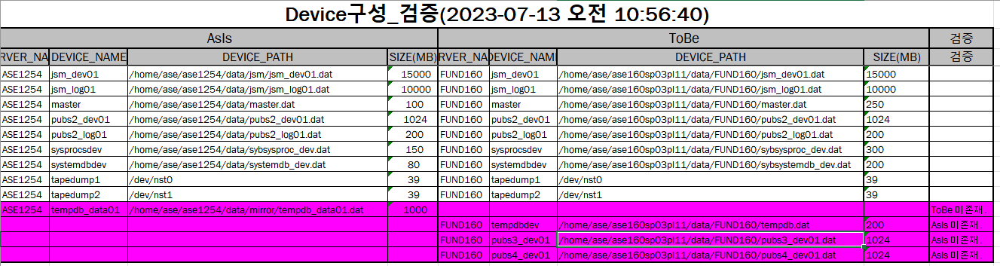 Device구성_검증(2023-07-13 오전 10:56:40)
AsIs ToBe 검증
RVER_NA DEVICE_NAME DEVICE_PATH SIZE(MB) RVER_NA DEVICE_NAME DEVICE_PATH SIZE(MB) 검증
ASE1254 jsm_dev01 /home/ase/ase1254/data/jsm/jsm_dev01.dat 15000 FUND160 jsm_dev01 /home/ase/ase160sp03pl11/data/FUND160/jsm_dev01.dat 15000
ASE1254 jsm_log01 /home/ase/ase1254/data/jsm/jsm_log01.dat 10000 FUND160 jsm_log01 /home/ase/ase160sp03pl11/data/FUND160/jsm_log01.dat 10000
ASE1254 master /home/ase/ase1254/data/master.dat 100 FUND160 master /home/ase/ase160sp03pl11/data/FUND160/master.dat 250
ASE1254 pubs2_dev01 /home/ase/ase1254/data/pubs2_dev01.dat 1024 FUND160 pubs2_dev01 /home/ase/ase160sp03pl11/data/FUND160/pubs2_dev01.dat 1024
ASE1254 pubs2_log01 /home/ase/ase1254/data/pubs2_log01.dat 200 FUND160 pubs2_log01 /home/ase/ase160sp03pl11/data/FUND160/pubs2_log01.dat 200
ASE1254 sysprocsdev /home/ase/ase1254/data/sybsysproc_dev.dat 150 FUND160 sysprocsdev /home/ase/ase160sp03pl11/data/FUND160/sybsysproc_dev.dat 300
ASE1254 systemdbdev /home/ase/ase1254/data/systemdb_dev.dat 80 FUND160 systemdbdev /home/ase/ase160sp03pl11/data/FUND160/sybsystemdb_dev.dat 200
ASE1254 tapedump1 /dev/nst0 39 FUND160 tapedump1 /dev/nst0 39
ASE1254 tapedump2 /dev/nst1 39 FUND160 tapedump2 /dev/nst1 39
ASE1254 tempdb_data01 /home/ase/ase1254/data/mirror/tempdb_data01.dat 1000 ToBe 미존재.
FUND160 tempdbdev /home/ase/ase160sp03pl11/data/FUND160/tempdb.dat 200 AsIs 미존재.
FUND160 pubs3_dev01 /home/ase/ase160sp03pl11/data/FUND160/pubs3_dev01.dat 1024 AsIs 미존재.
FUND160 pubs4_dev01 /home/ase/ase160sp03pl11/data/FUND160/pubs4_dev01.dat 1024 AsIs 미존재.